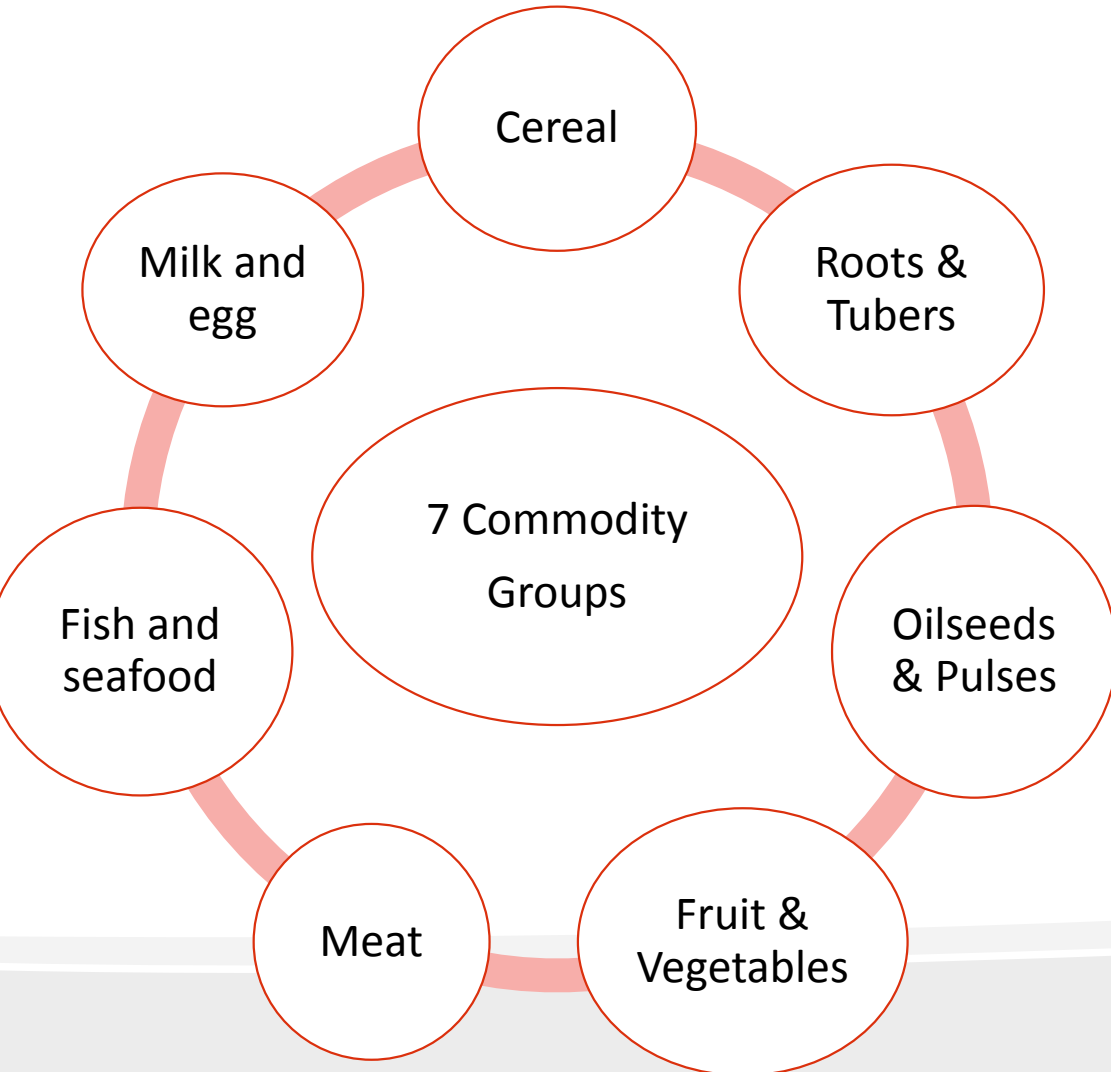 Cereal
Roots &
Tubers
Oilseeds
& Pulses
Fruit &
Vegetables
Meat
Fish and
seafood
Milk and
egg
7 Commodity
Groups